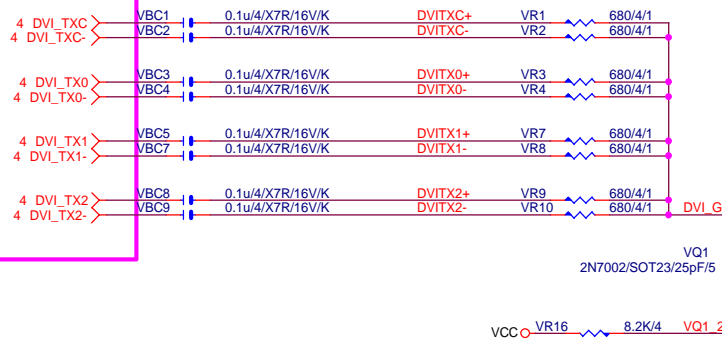 4 DVI_TXC VBC1 0.1u/4/X7R/16V/K DVITXC+ VR1 680/4/1
4 DVI_TXC- VBC2 0.1u/4/X7R/16V/K DVITXC- VR2 680/4/1
4 DVI_TX0 VBC3 0.1u/4/X7R/16V/K DVITX0+ VR3 680/4/1
4 DVI_TX0- VBC4 0.1u/4/X7R/16V/K DVITX0- VR4 680/4/1
4 DVI_TX1 VBC5 0.1u/4/X7R/16V/K DVITX1+ VR7 680/4/1
4 DVI_TX1- VBC7 0.1u/4/X7R/16V/K DVITX1- VR8 680/4/1
4 DVI_TX2 VBC8 0.1u/4/X7R/16V/K DVITX2+ VR9 680/4/1
4 DVI_TX2- VBC9 0.1u/4/X7R/16V/K DVITX2- VR10 680/4/1 DVI_G
VQ1
2N7002/SOT23/25pF/5
VCC VR16 8.2K/4 VQ1_2